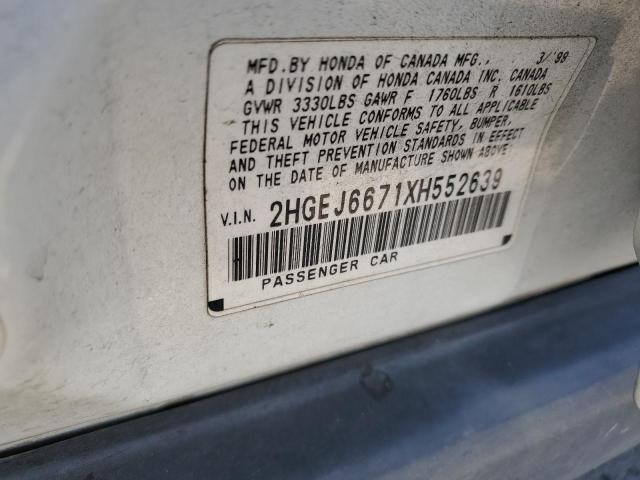 MFD.BY HONDA OF CANADA MFG., 3/'99
A DIVISION OF HONDA CANADA INC. CANADA
GVWR 3330LBS GAWR F 1760LBS R 1610LBS
THIS VEHICLE CONFORMS TO ALL APPLICABLE
FEDERAL MOTOR VEHICLE SAFETY, BUMPER,
AND THEFT PREVENTION STANDARDS IN EFFECT
ON THE DATE OF MANUFACTURE SHOWN ABOVE.
V.I.N. 2HGEJ6671XH552639
PASSENGER CAR